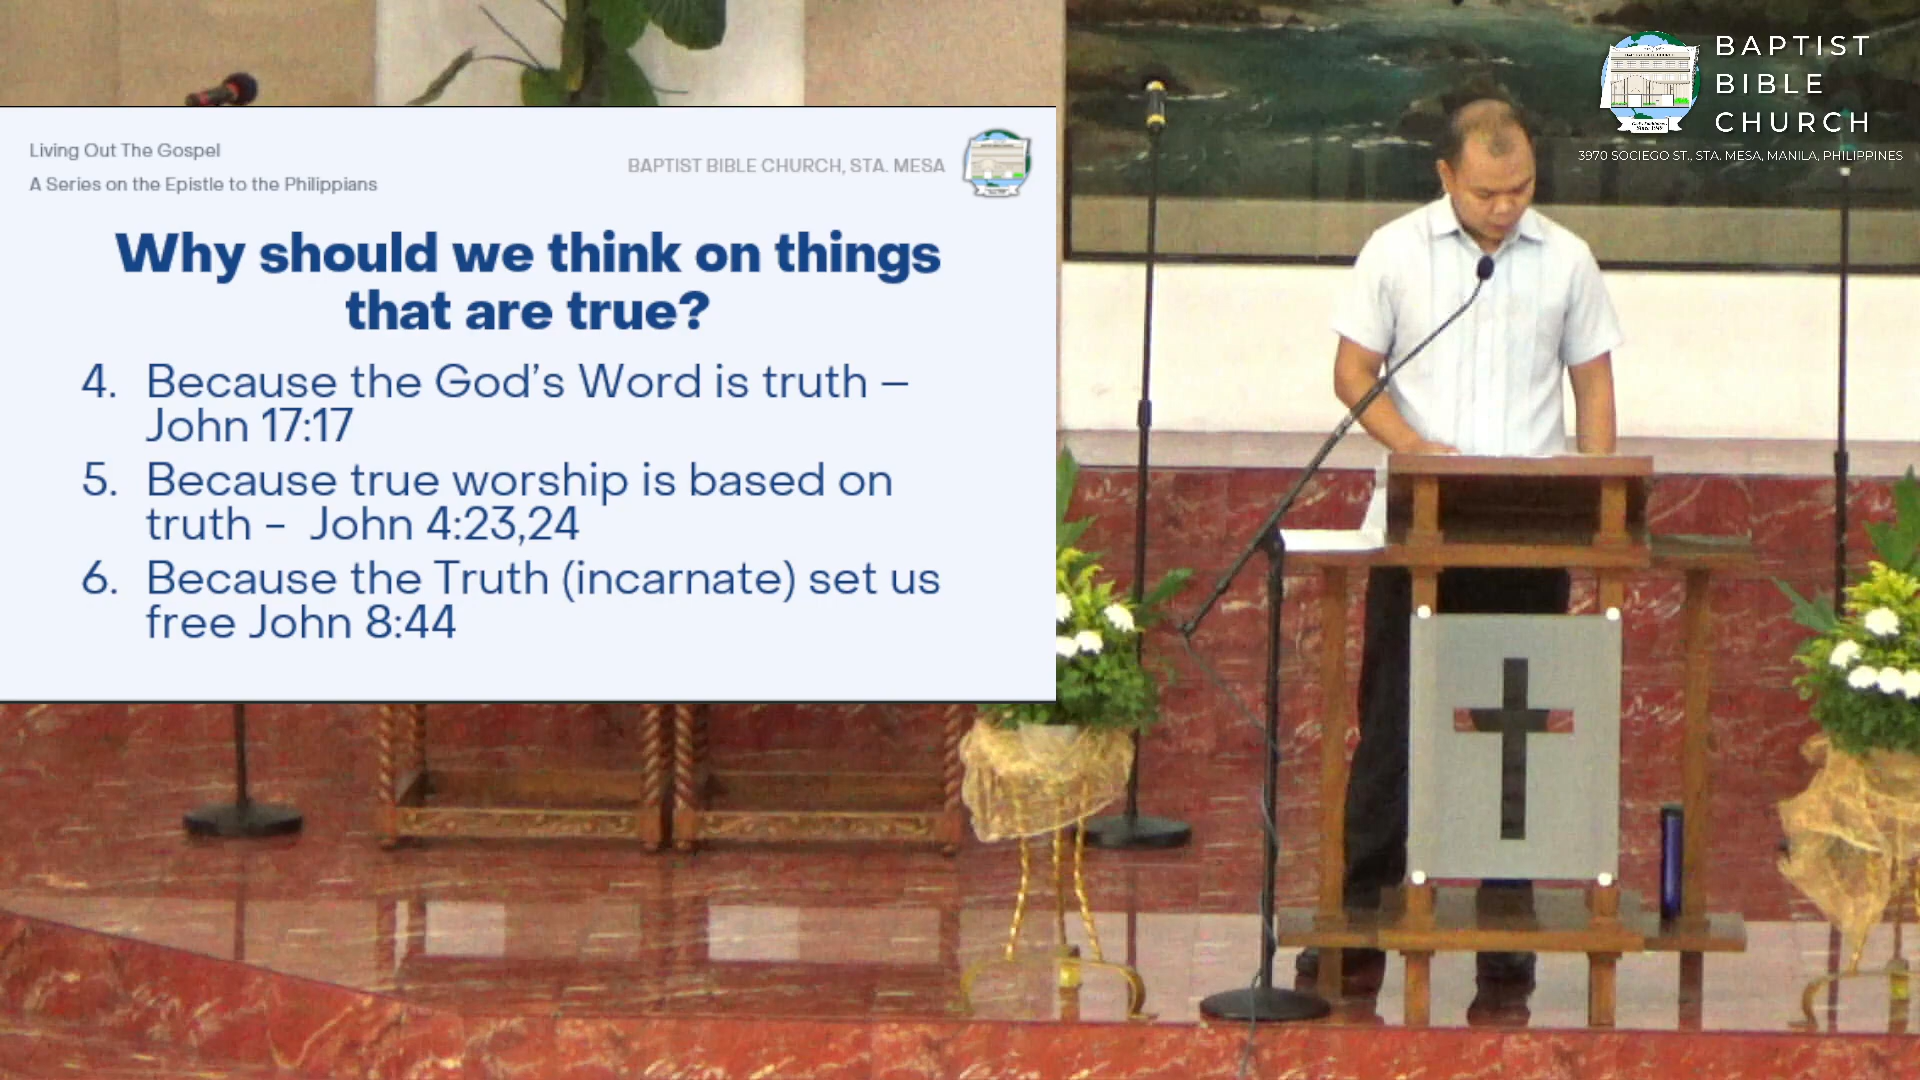 Living Out The Gospel
A Series on the Epistle to the Philippians
BAPTIST BIBLE CHURCH, STA. MESA
Why should we think on things
that are true?
4. Because the God's Word is truth –
John 17:17
5. Because true worship is based on
truth – John 4:23,24
6. Because the Truth (incarnate) set us
free John 8:44
BAPTIST
BIBLE
CHURCH
3970 SOCIEGO ST., STA. MESA, MANILA, PHILIPPINES